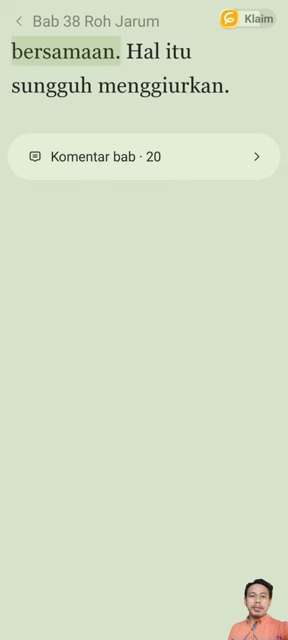 Bab 38 Roh Jarum
Klaim
bersamaan. Hal itu
sungguh menggiurkan.
Komentar bab · 20